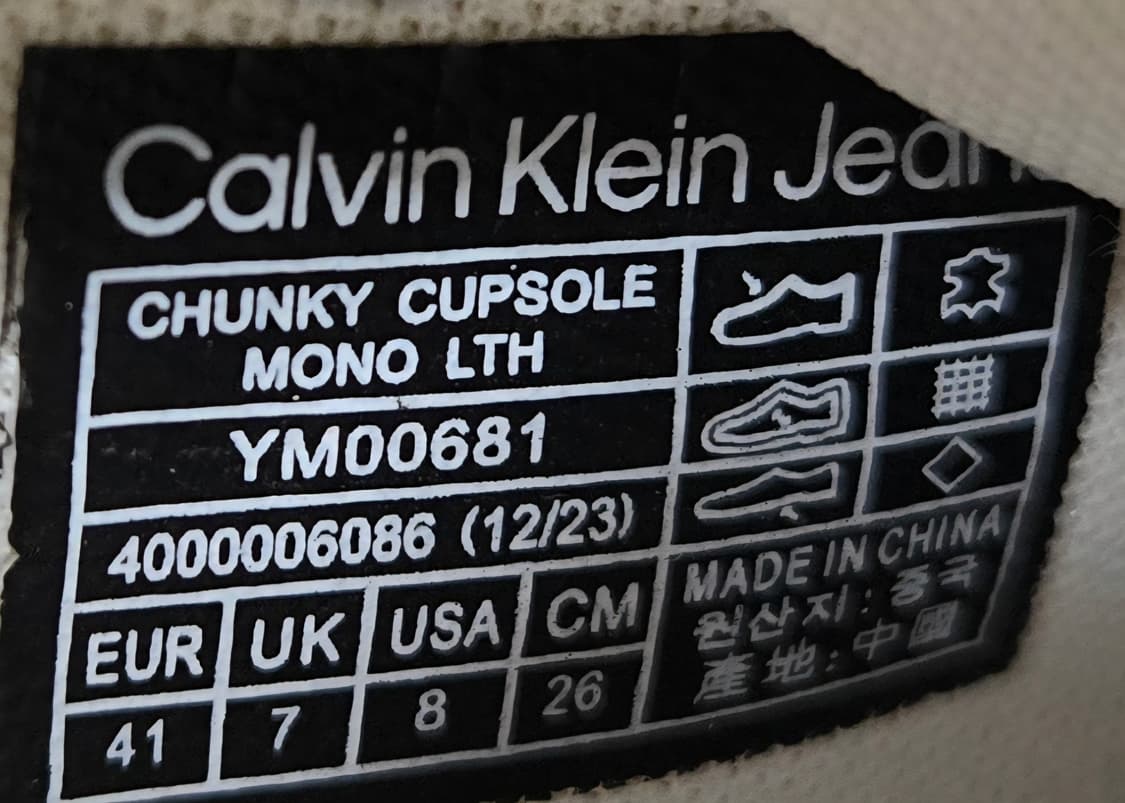 Calvin Klein Jeans
CHUNKY CUPSOLE
MONO LTH
YM00681
4000006086 (12/23)
EUR UK USA CM
41 7 8 26
MADE IN CHINA
원산지: 중국
產地: 中國